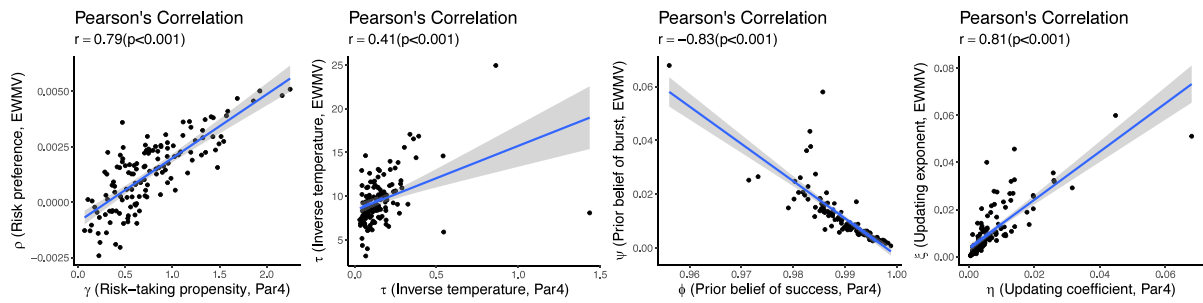 Pearson's Correlation
r = 0.79(p<0.001)
ρ (Risk preference, EWMV)
0.0050
0.0025
0.0000
−0.0025
0.0
0.5
1.0
1.5
2.0
γ (Risk−taking propensity, Par4)
Pearson's Correlation
r = 0.41(p<0.001)
τ (Inverse temperature, EWMV)
25
20
15
10
5
0.0
0.5
1.0
1.5
τ (Inverse temperature, Par4)
Pearson's Correlation
r = −0.83(p<0.001)
ψ (Prior belief of burst, EWMV)
0.06
0.04
0.02
0.00
0.96
0.97
0.98
0.99
1.00
ϕ (Prior belief of success, Par4)
Pearson's Correlation
r = 0.81(p<0.001)
ξ (Updating exponent, EWMV)
0.08
0.06
0.04
0.02
0.00
0.00
0.02
0.04
0.06
η (Updating coefficient, Par4)